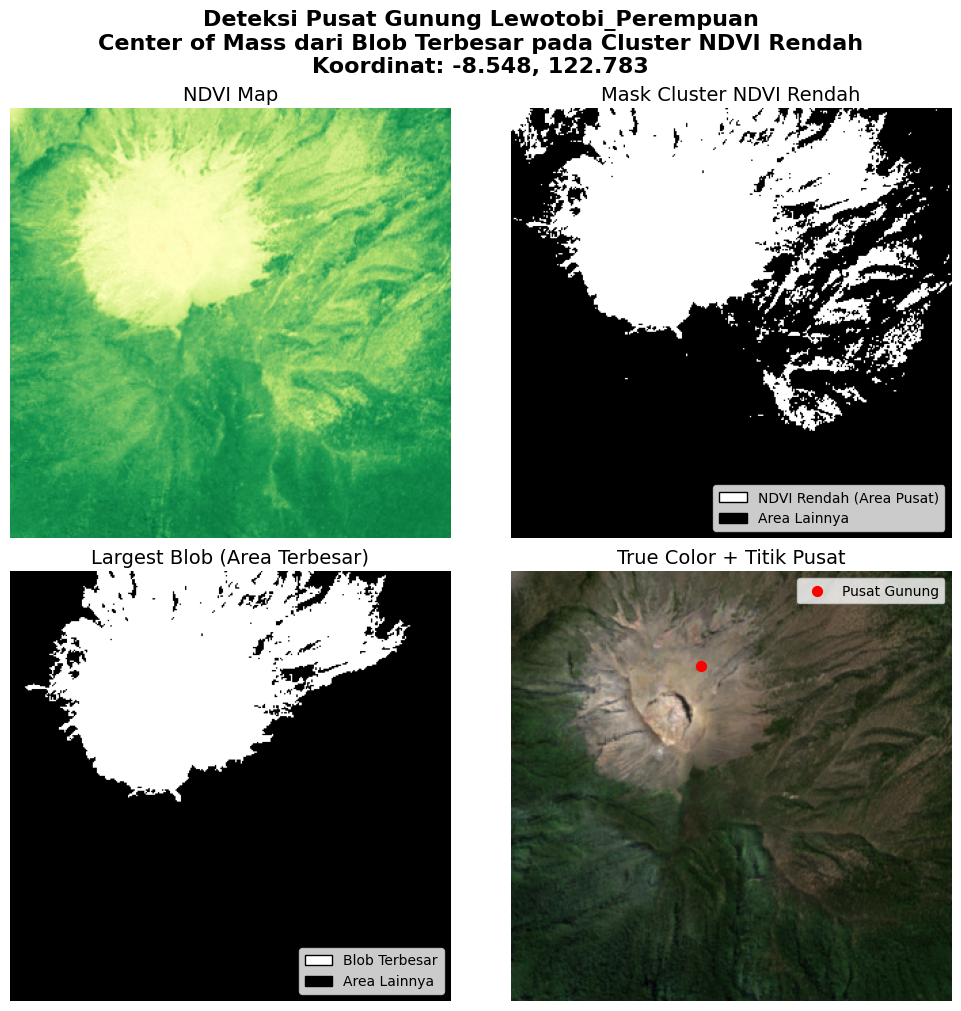 Deteksi Pusat Gunung Lewotobi_Perempuan
Center of Mass dari Blob Terbesar pada Cluster NDVI Rendah
Koordinat: -8.548, 122.783
NDVI Map
Mask Cluster NDVI Rendah
NDVI Rendah (Area Pusat)
Area Lainnya
Largest Blob (Area Terbesar)
True Color + Titik Pusat
Pusat Gunung
Blob Terbesar
Area Lainnya